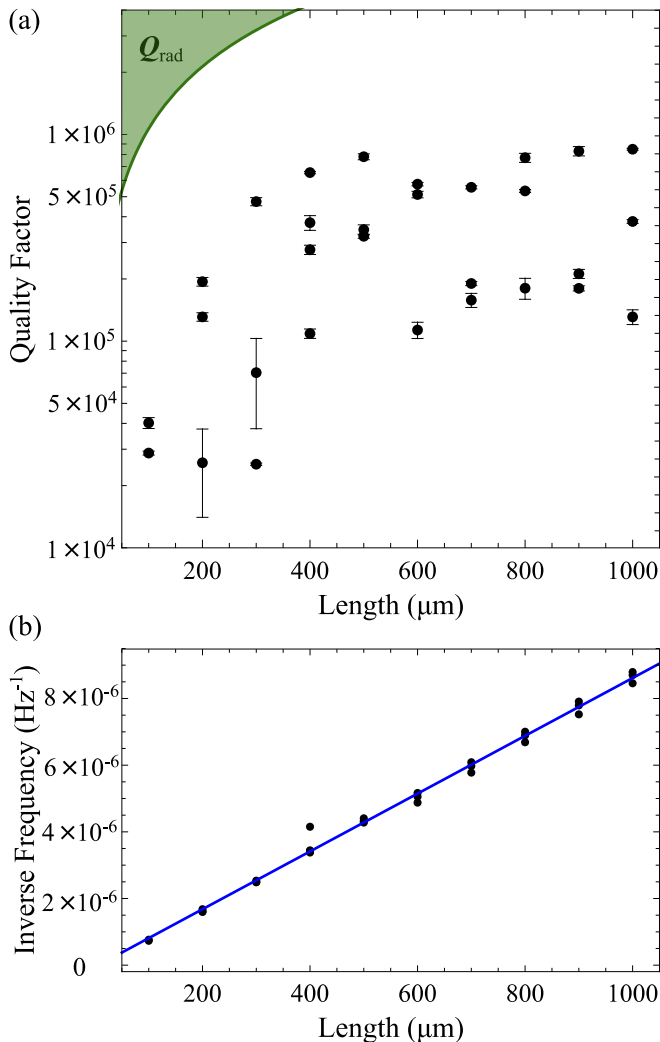 (a)
Q_rad
1×10^6
5×10^5
1×10^5
5×10^4
1×10^4
Quality Factor
200 400 600 800 1000
Length (μm)
(b)
8×10^-6
6×10^-6
4×10^-6
2×10^-6
0
Inverse Frequency (Hz^-1)
200 400 600 800 1000
Length (μm)